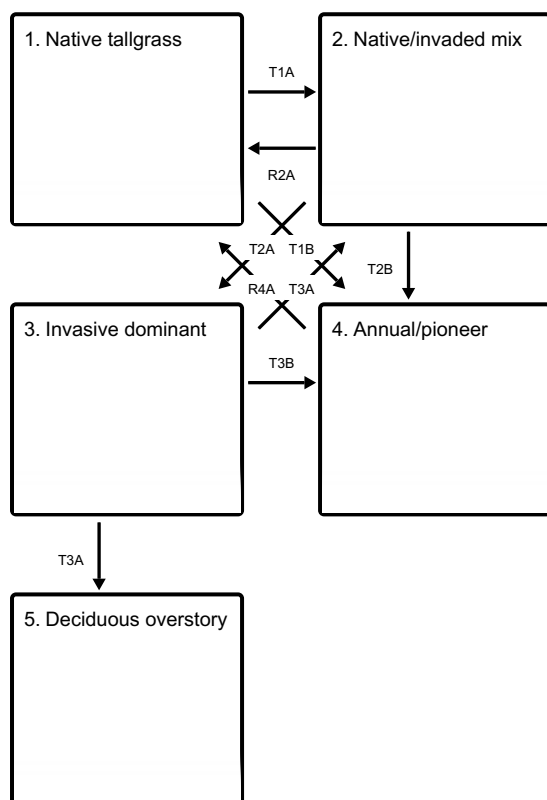 1. Native tallgrass
2. Native/invaded mix
T1A
R2A
T2A T1B
T2B
R4A T3A
3. Invasive dominant
4. Annual/pioneer
T3B
T3A
5. Deciduous overstory